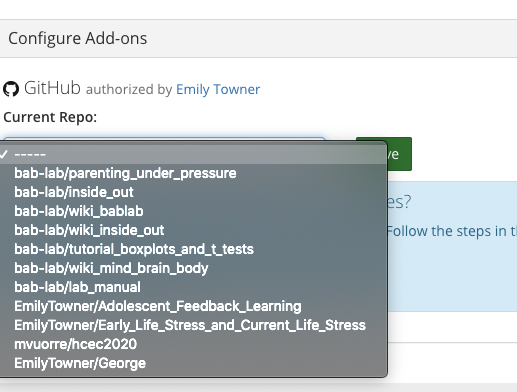 Configure Add-ons
GitHub authorized by Emily Towner
Current Repo:
-----
bab-lab/parenting_under_pressure
bab-lab/inside_out
bab-lab/wiki_bablab
bab-lab/wiki_inside_out
bab-lab/tutorial_boxplots_and_t_tests
bab-lab/wiki_mind_brain_body
bab-lab/lab_manual
EmilyTowner/Adolescent_Feedback_Learning
EmilyTowner/Early_Life_Stress_and_Current_Life_Stress
mvuorre/hcec2020
EmilyTowner/George
ve
es?
Follow the steps in t